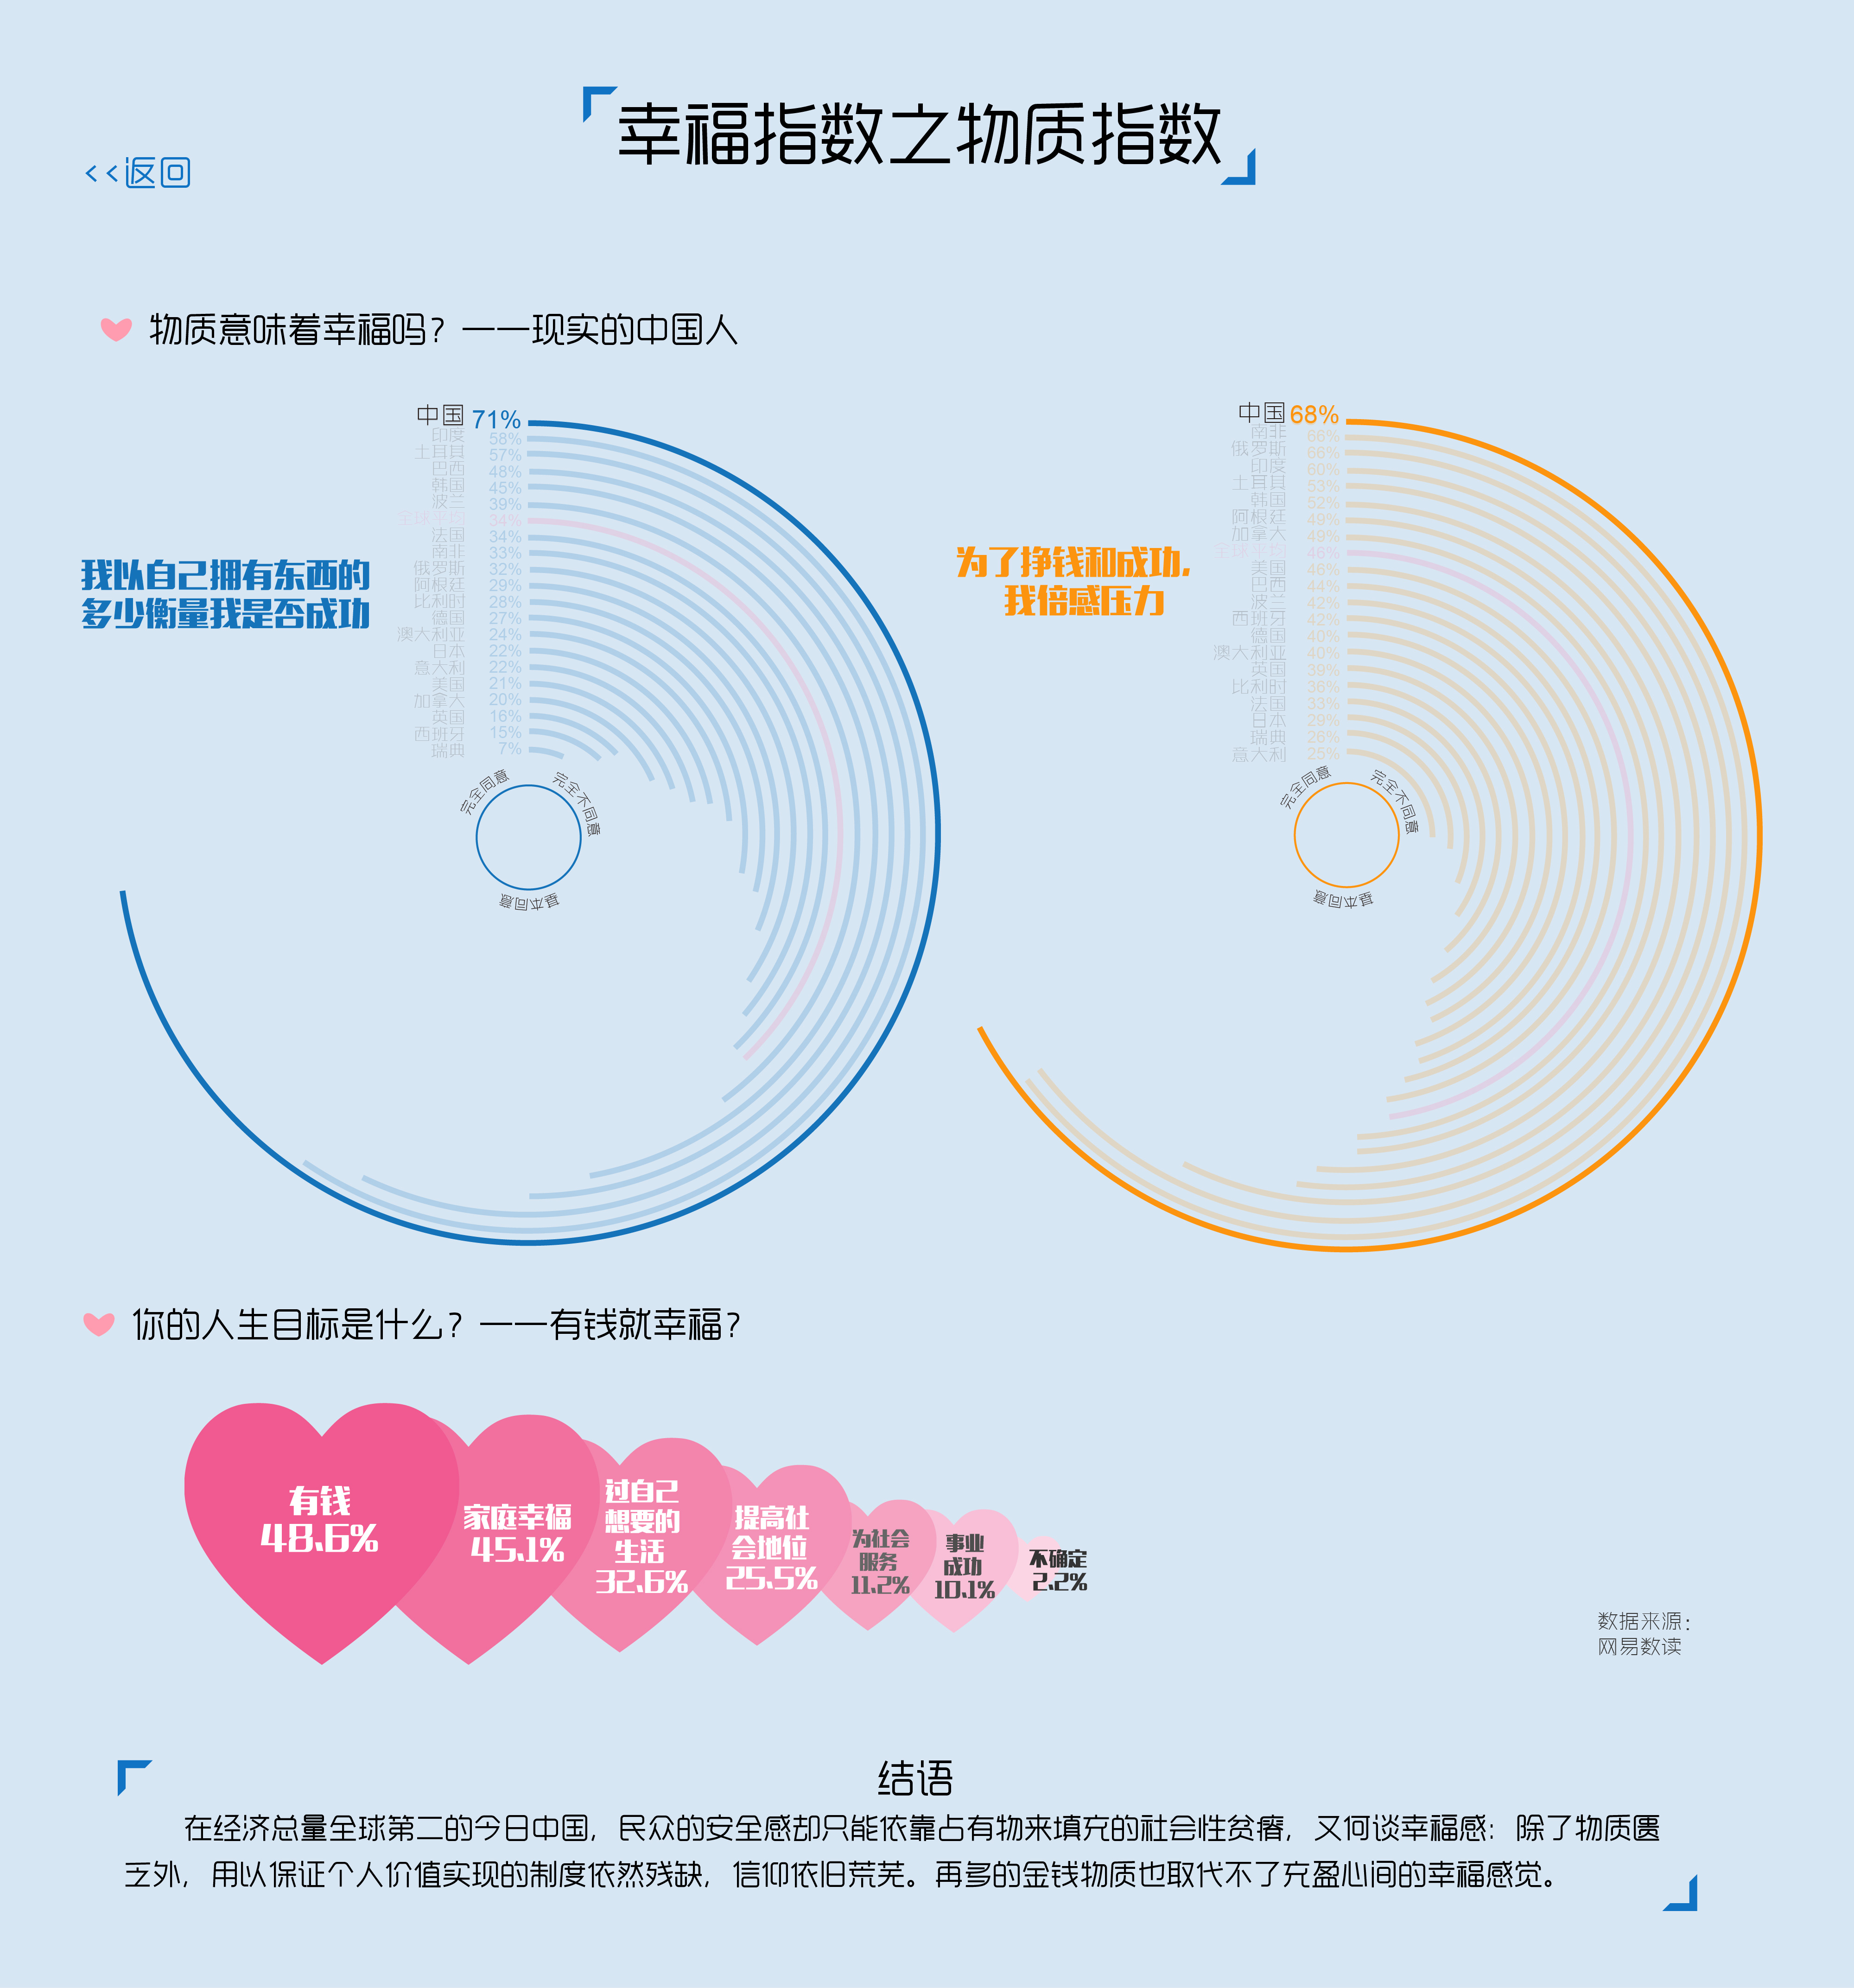 幸福指数之物质指数
<<返回
物质意味着幸福吗？——现实的中国人
我以自己拥有东西的
多少衡量我是否成功
中国 71%
印度 58%
土耳其 57%
巴西 48%
韩国 45%
波兰 39%
全球平均 34%
法国 34%
南非 33%
俄罗斯 32%
阿根廷 29%
比利时 28%
德国 27%
澳大利亚 24%
日本 22%
意大利 22%
美国 21%
加拿大 20%
英国 16%
西班牙 15%
瑞典 7%
完全同意
完全不同意
基本同意
为了挣钱和成功，
我倍感压力
中国 68%
南非 66%
俄罗斯 66%
印度 60%
土耳其 53%
韩国 52%
阿根廷 49%
加拿大 49%
全球平均 46%
美国 46%
巴西 44%
波兰 42%
西班牙 42%
德国 40%
澳大利亚 40%
英国 39%
比利时 36%
法国 33%
日本 29%
瑞典 26%
意大利 25%
完全同意
完全不同意
基本同意
你的人生目标是什么？——有钱就幸福？
有钱
48.6%
家庭幸福
45.1%
过自己
想要的
生活
32.6%
提高社
会地位
25.5%
为社会
服务
11.2%
事业
成功
10.1%
不确定
2.2%
数据来源：
网易数读
结语
在经济总量全球第二的今日中国，民众的安全感却只能依靠占有物来填充的社会性贫瘠，又何谈幸福感：除了物质匮
乏外，用以保证个人价值实现的制度依然残缺，信仰依旧荒芜。再多的金钱物质也取代不了充盈心间的幸福感觉。